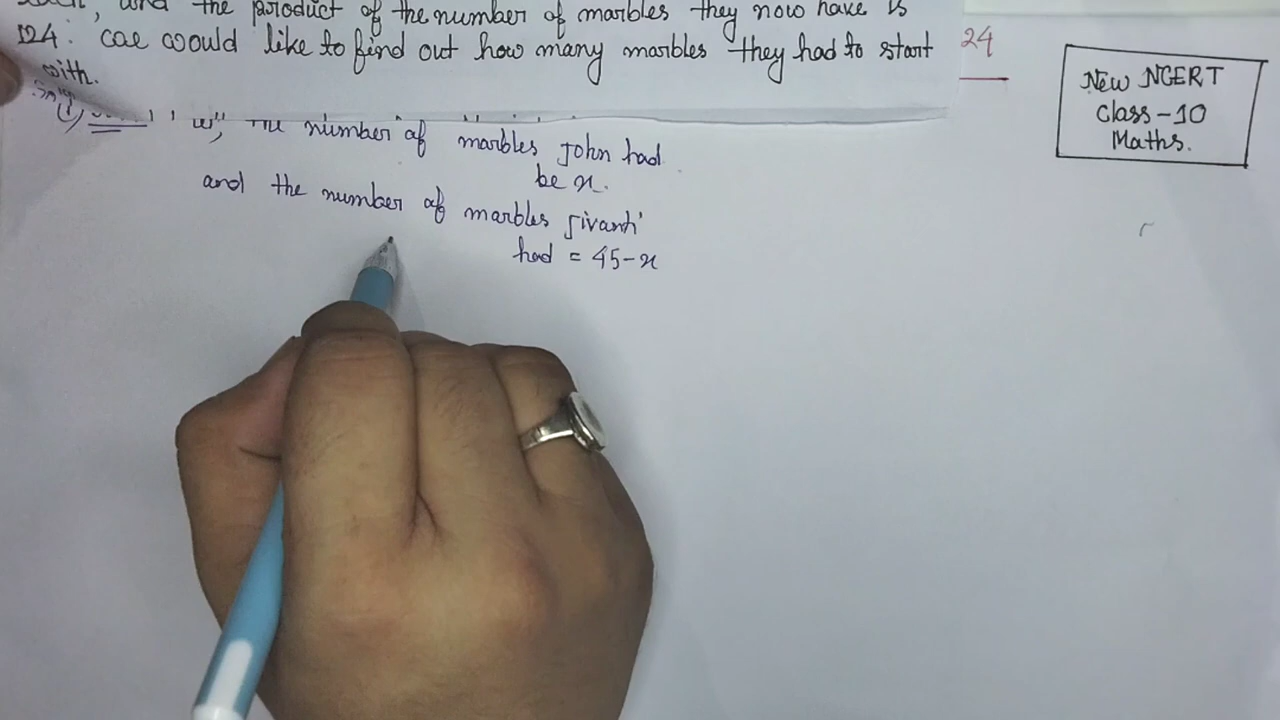 and the product of the number of marbles they now have is
124. we would like to find out how many marbles they had to start
with.
24
New NCERT
Class-10
Maths.
the number of marbles John had
be x.
and the number of marbles Jivanti
had = 45-x